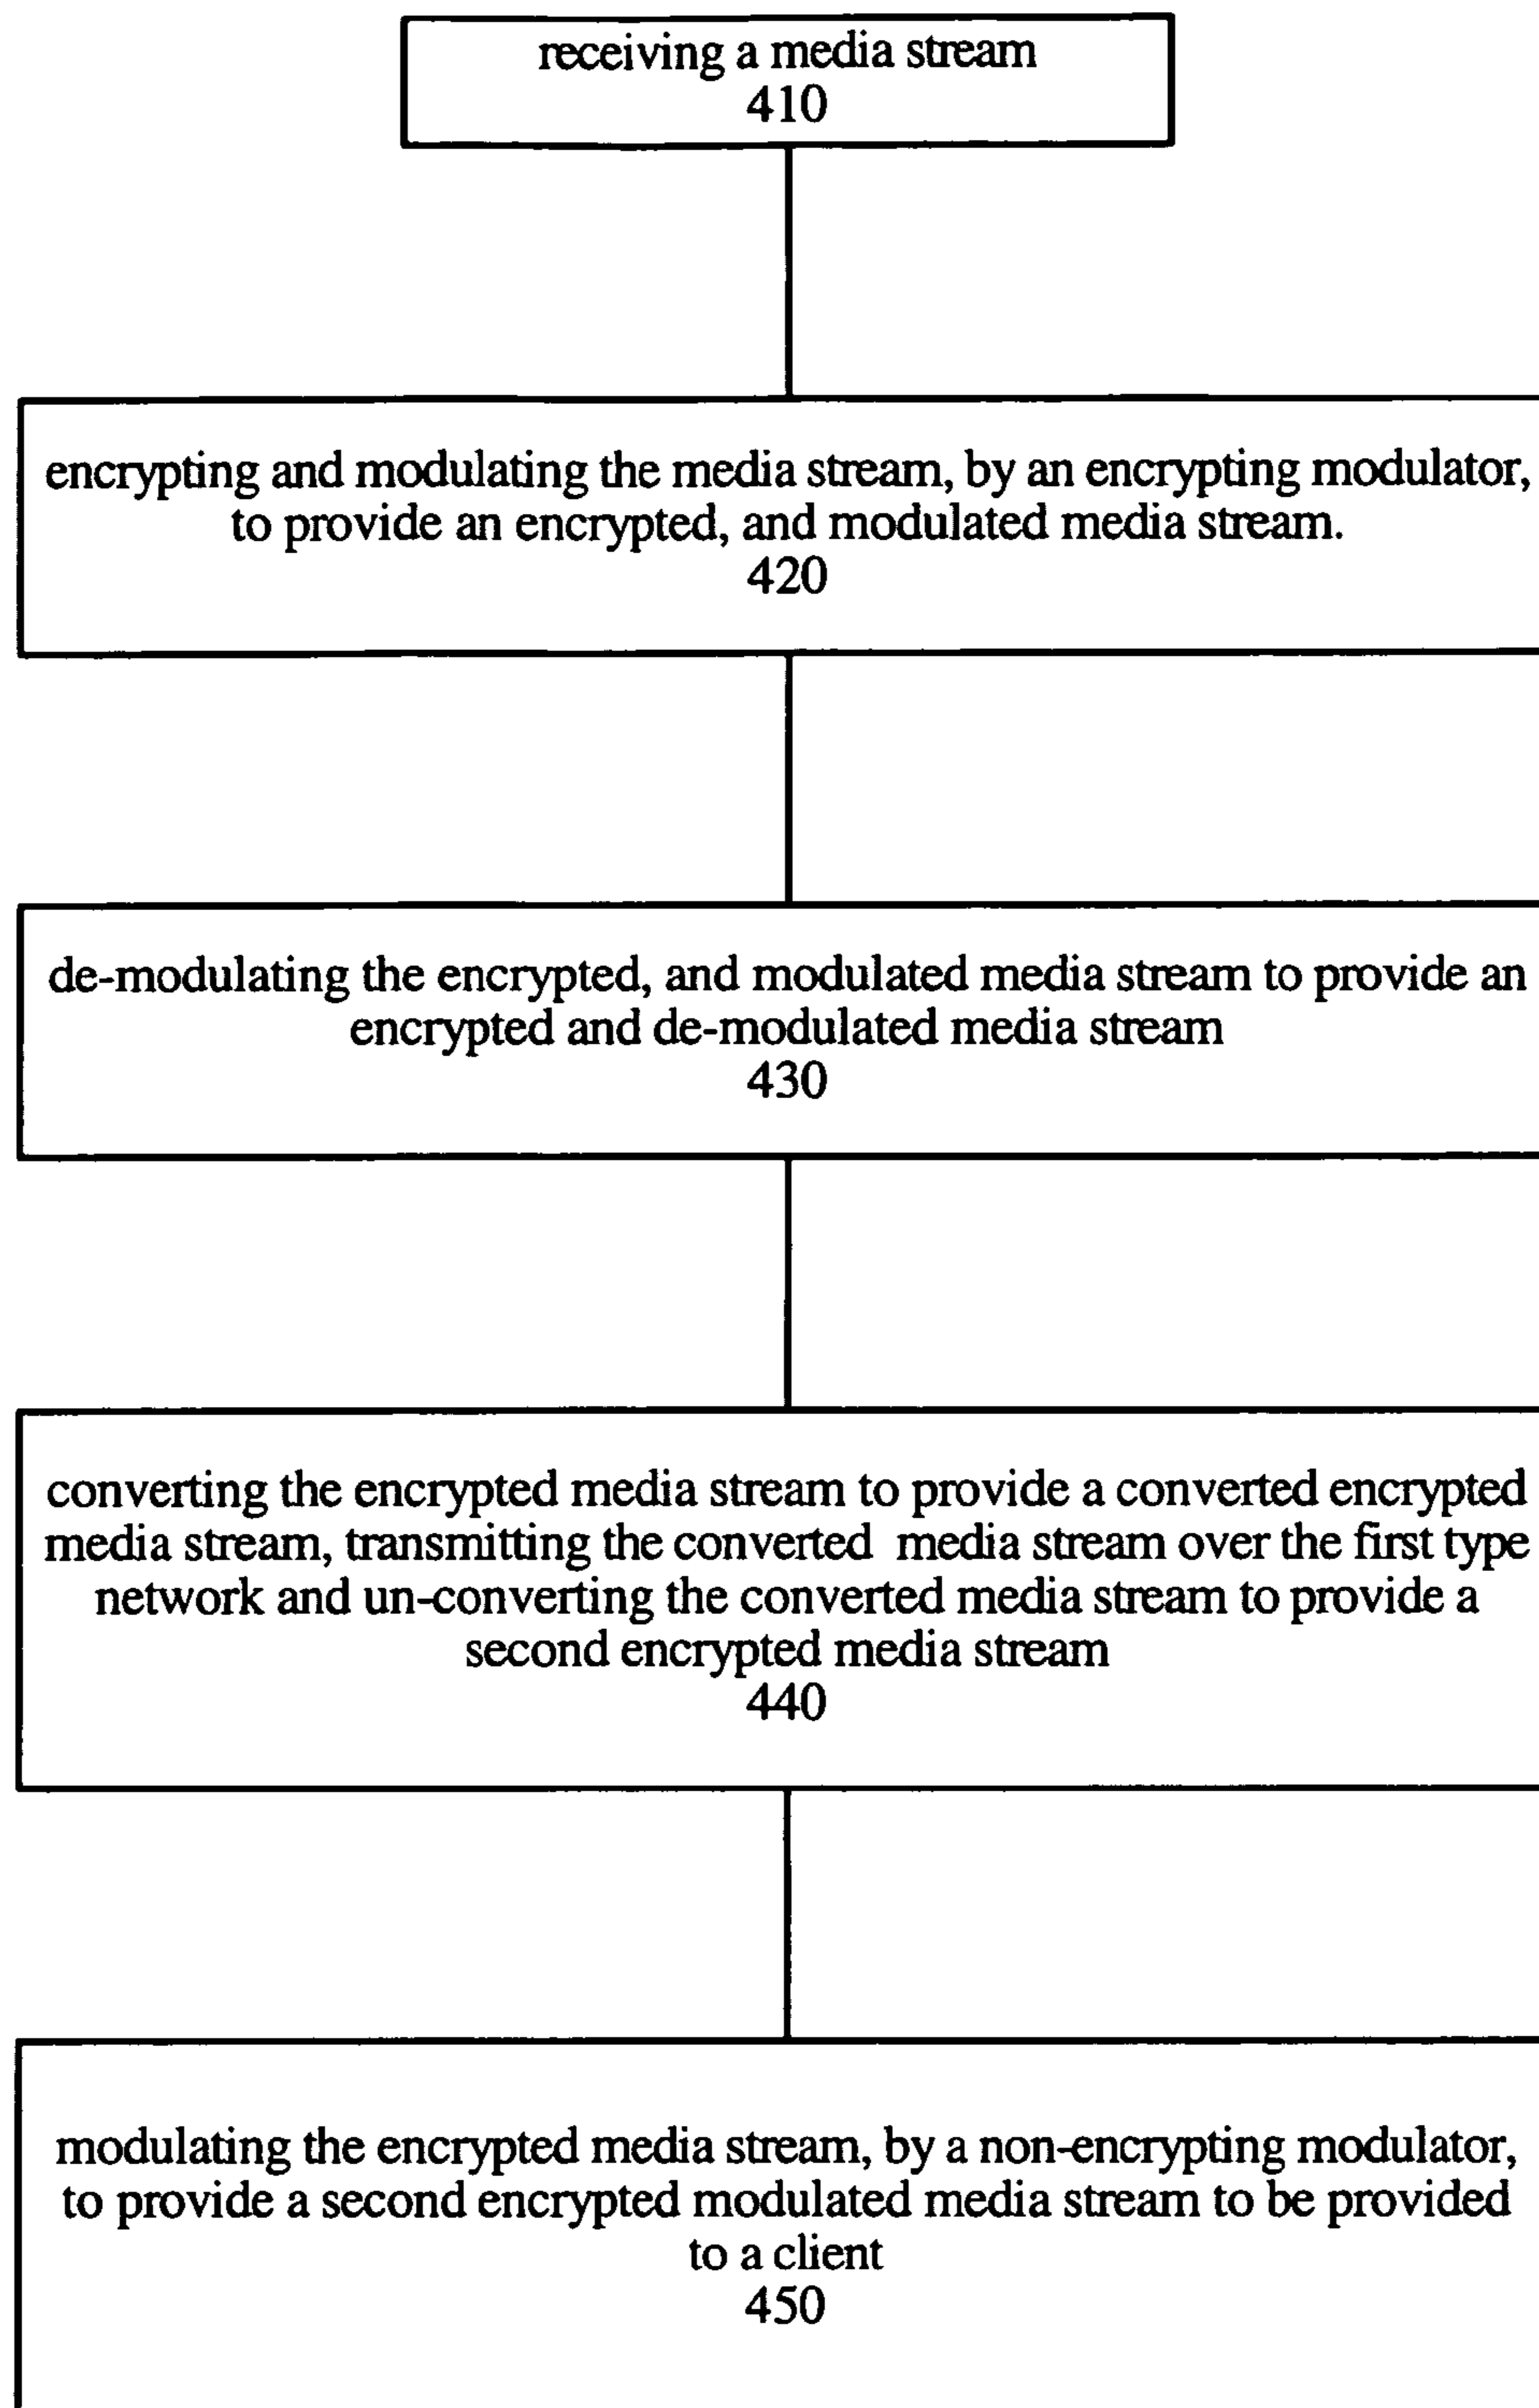 receiving a media stream
410
encrypting and modulating the media stream, by an encrypting modulator,
to provide an encrypted, and modulated media stream.
420
de-modulating the encrypted, and modulated media stream to provide an
encrypted and de-modulated media stream
430
converting the encrypted media stream to provide a converted encrypted
media stream, transmitting the converted media stream over the first type
network and un-converting the converted media stream to provide a
second encrypted media stream
440
modulating the encrypted media stream, by a non-encrypting modulator,
to provide a second encrypted modulated media stream to be provided
to a client
450